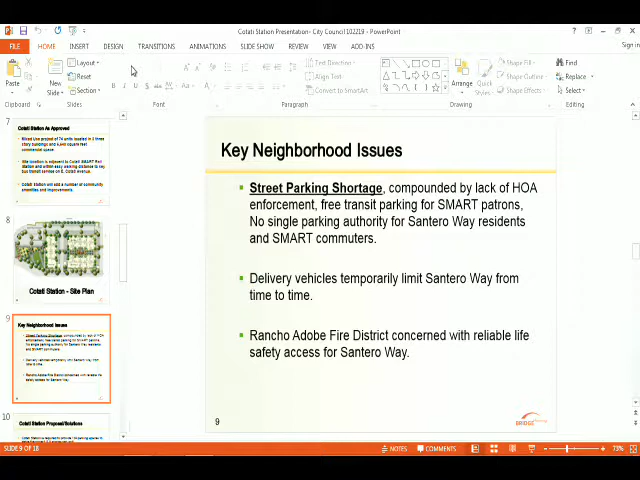 Cotati Station Presentation- City Council 102219 - PowerPoint
Sign in
FILE HOME INSERT DESIGN TRANSITIONS ANIMATIONS SLIDE SHOW REVIEW VIEW ADD-INS
Paste
New
Slide
Layout
Reset
Section
Text Direction
Align Text
Convert to SmartArt
Arrange
Quick
Styles
Shape Fill
Shape Outline
Shape Effects
Find
Replace
Select
Clipboard Slides Font Paragraph Drawing Editing
7
Cotati Station As Approved
8
Cotati Station - Site Plan
9
Key Neighborhood Issues
10
Cotati Station Proposal/Solutions
Key Neighborhood Issues
Street Parking Shortage, compounded by lack of HOA
enforcement, free transit parking for SMART patrons,
No single parking authority for Santero Way residents
and SMART commuters.
Delivery vehicles temporarily limit Santero Way from
time to time.
Rancho Adobe Fire District concerned with reliable life
safety access for Santero Way.
9
BRIDGE
SLIDE 9 OF 18
NOTES COMMENTS 73%